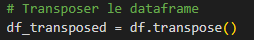 # Transposer le dataframe
df_transposed = df.transpose()